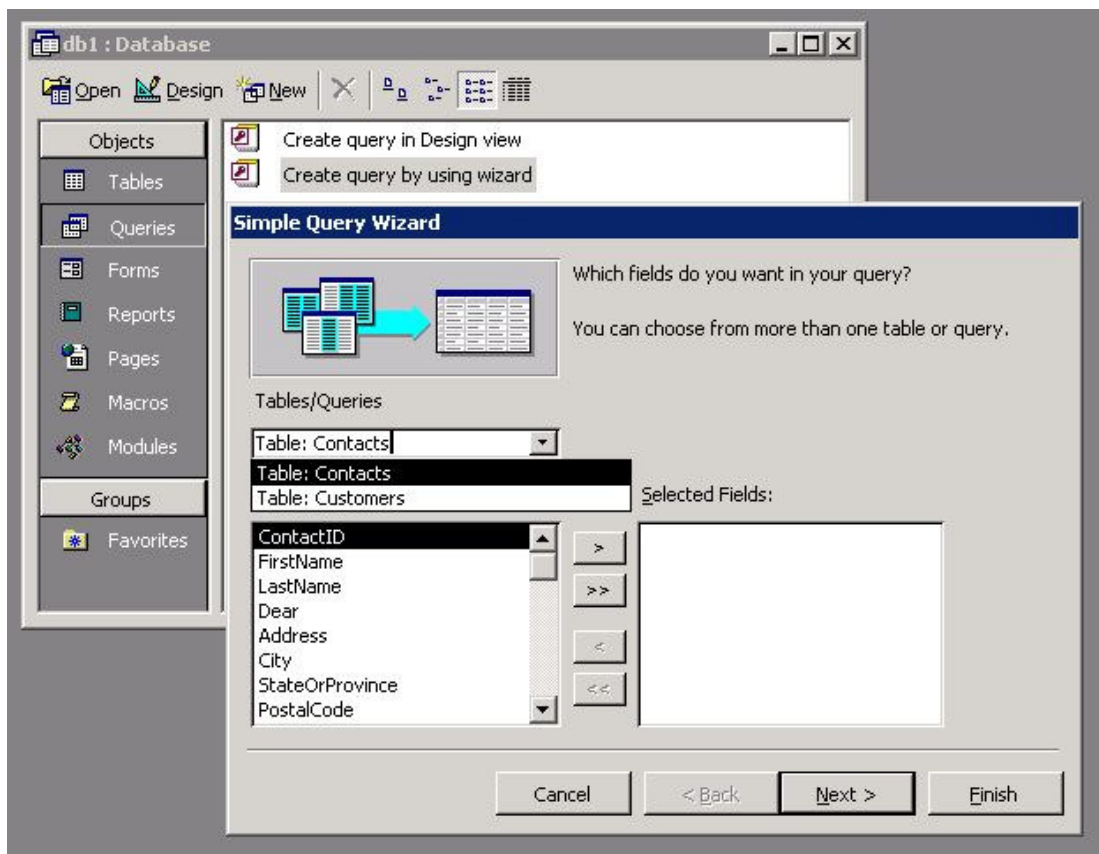 db1 : Database
Open Design New
Objects
Tables
Queries
Forms
Reports
Pages
Macros
Modules
Groups
Favorites
Create query in Design view
Create query by using wizard
Simple Query Wizard
Which fields do you want in your query?
You can choose from more than one table or query.
Tables/Queries
Table: Contacts
Table: Contacts
Table: Customers
ContactID
FirstName
LastName
Dear
Address
City
StateOrProvince
PostalCode
>
>>
<
<<
Selected Fields:
Cancel < Back Next > Finish